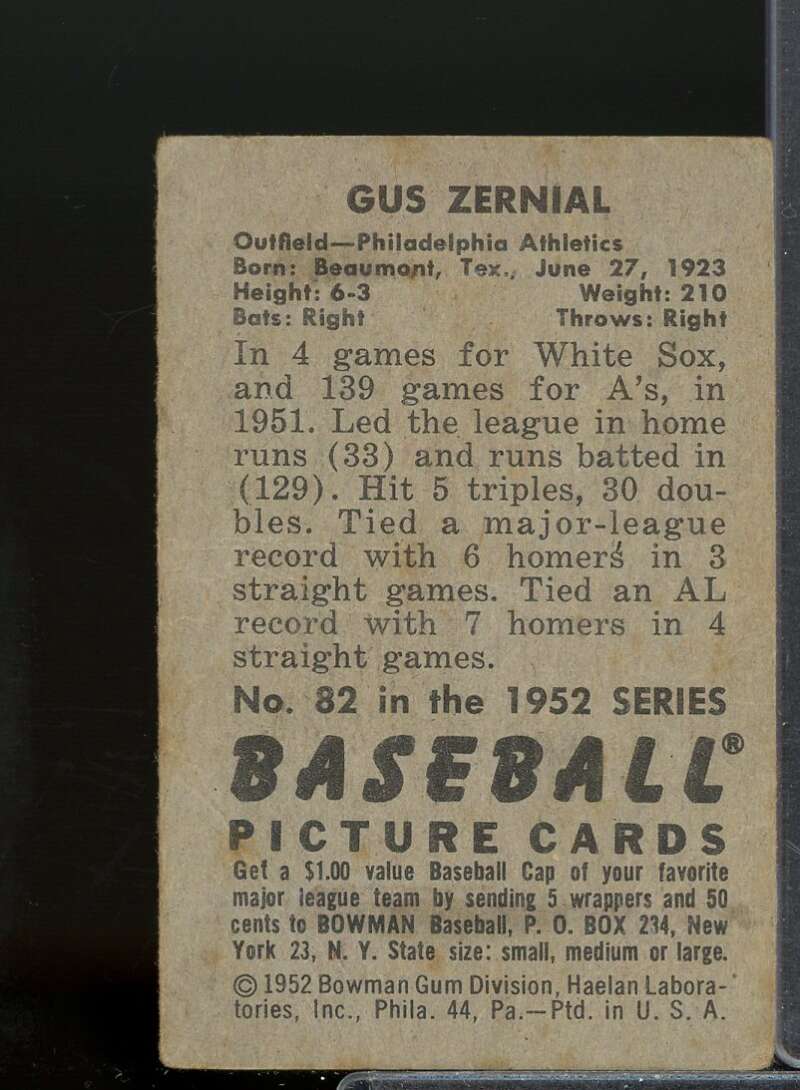 GUS ZERNIAL
Outfield—Philadelphia Athletics
Born: Beaumont, Tex., June 27, 1923
Height: 6-3 Weight: 210
Bats: Right Throws: Right
In 4 games for White Sox,
and 139 games for A's, in
1951. Led the league in home
runs (33) and runs batted in
(129). Hit 5 triples, 30 dou-
bles. Tied a major-league
record with 6 homers in 3
straight games. Tied an AL
record with 7 homers in 4
straight games.
No. 82 in the 1952 SERIES
BASEBALL®
PICTURE CARDS
Get a $1.00 value Baseball Cap of your favorite
major league team by sending 5 wrappers and 50
cents to BOWMAN Baseball, P. O. BOX 234, New
York 23, N. Y. State size: small, medium or large.
© 1952 Bowman Gum Division, Haelan Labora-
tories, Inc., Phila. 44, Pa.—Ptd. in U. S. A.